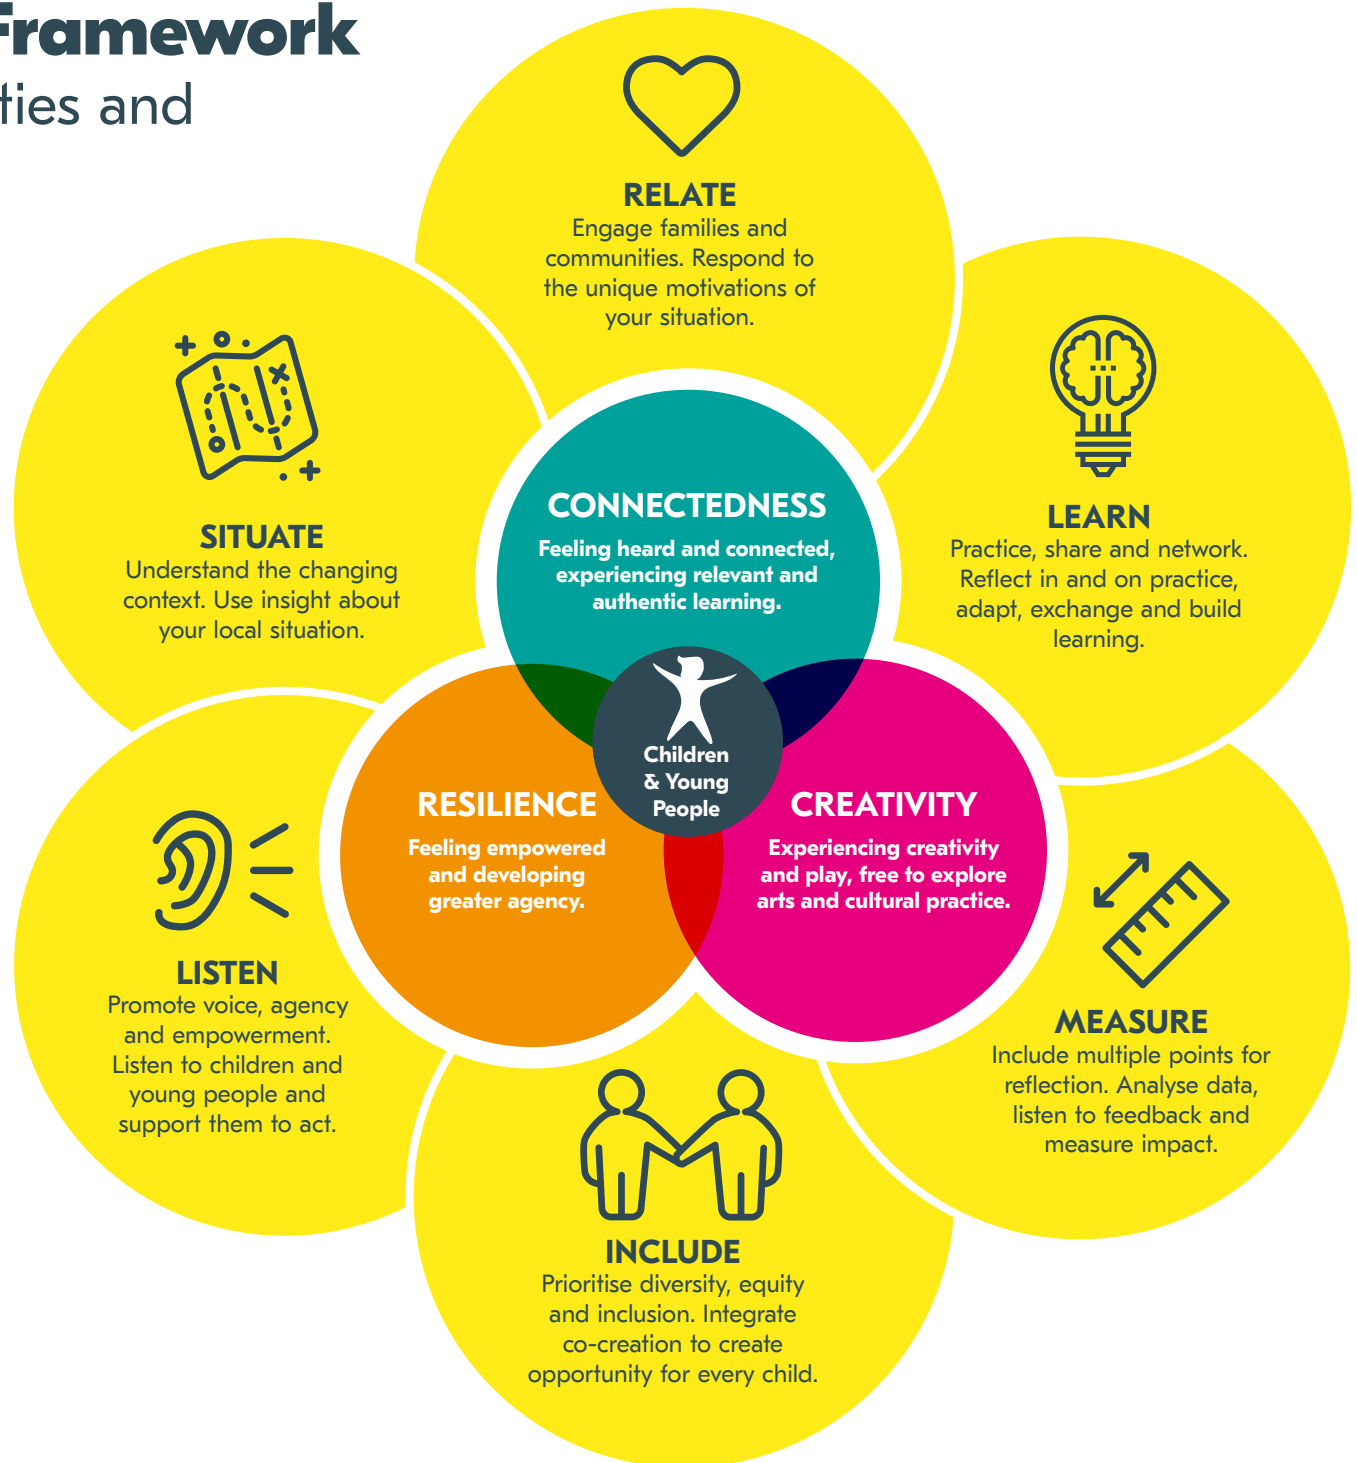 Framework
ties and
RELATE
Engage families and
communities. Respond to
the unique motivations of
your situation.
LEARN
Practice, share and network.
Reflect in and on practice,
adapt, exchange and build
learning.
MEASURE
Include multiple points for
reflection. Analyse data,
listen to feedback and
measure impact.
INCLUDE
Prioritise diversity, equity
and inclusion. Integrate
co-creation to create
opportunity for every child.
LISTEN
Promote voice, agency
and empowerment.
Listen to children and
young people and
support them to act.
SITUATE
Understand the changing
context. Use insight about
your local situation.
CONNECTEDNESS
Feeling heard and connected,
experiencing relevant and
authentic learning.
CREATIVITY
Experiencing creativity
and play, free to explore
arts and cultural practice.
RESILIENCE
Feeling empowered
and developing
greater agency.
Children
& Young
People